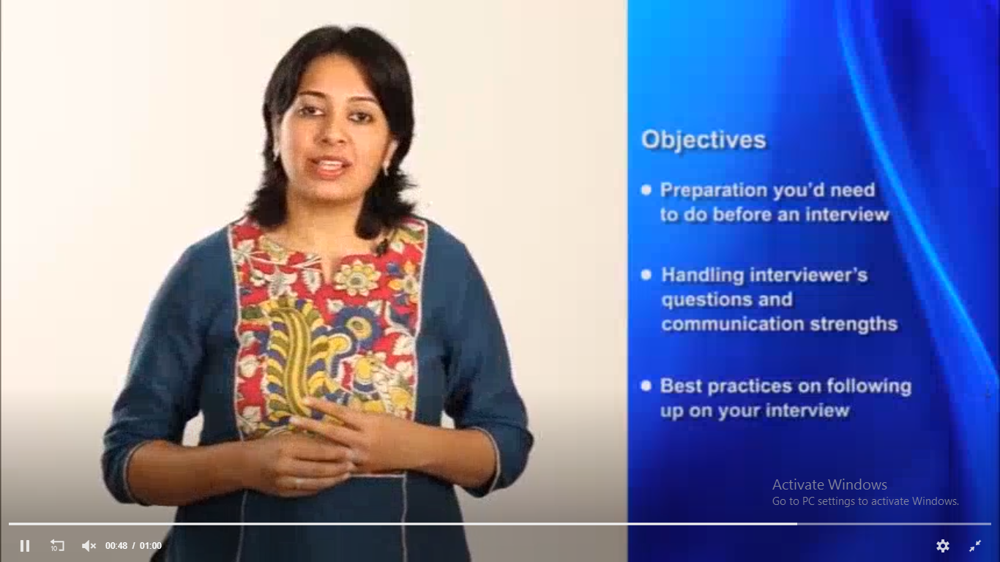 Objectives
Preparation you'd need
to do before an interview
Handling interviewer's
questions and
communication strengths
Best practices on following
up on your interview
Activate Windows
Go to PC settings to activate Windows.
10
00:48 / 01:00